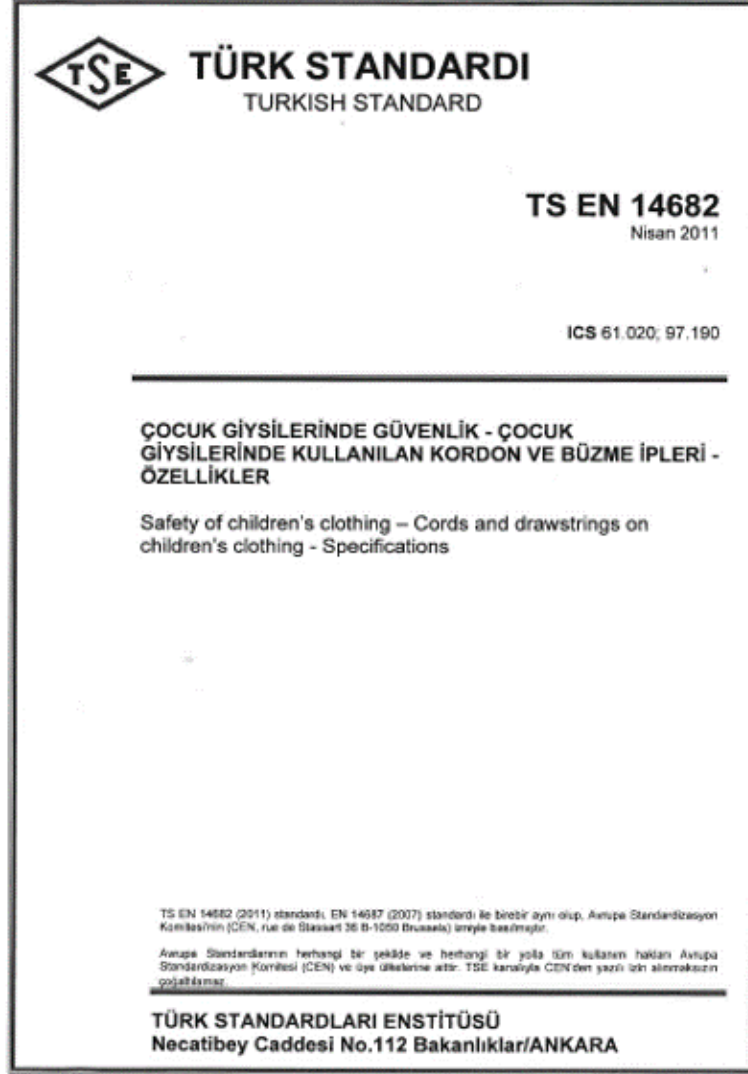 TSE
TÜRK STANDARDI
TURKISH STANDARD
TS EN 14682
Nisan 2011
ICS 61.020; 97.190
ÇOCUK GİYSİLERİNDE GÜVENLİK - ÇOCUK
GİYSİLERİNDE KULLANILAN KORDON VE BÜZME İPLERİ -
ÖZELLİKLER
Safety of children's clothing – Cords and drawstrings on
children's clothing - Specifications
TS EN 14682 (2011) standardı, EN 14687 (2007) standardı ile birebir aynı olup, Avrupa Standardizasyon
Komitesi'nin (CEN, rue de Stassart 36 B-1050 Brussels) izniyle basılmıştır.
Avrupa Standardlarının herhangi bir şekilde ve herhangi bir yolla tüm kullanım hakları Avrupa
Standardizasyon Komitesi (CEN) ve üye ülkelerine aittir. TSE kanalıyla CEN'den yazılı izin alınmaksızın
çoğaltılamaz.
TÜRK STANDARDLARI ENSTİTÜSÜ
Necatibey Caddesi No.112 Bakanlıklar/ANKARA